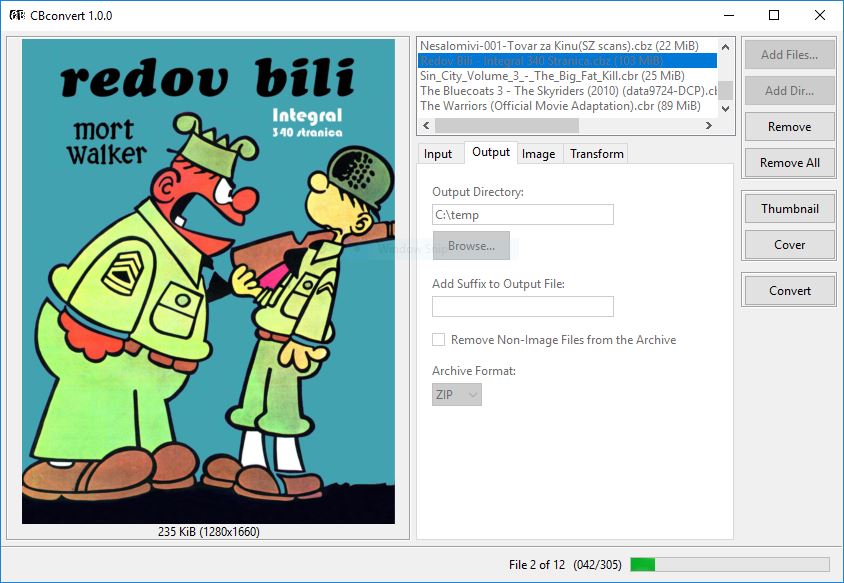 CBconvert 1.0.0
redov bili
Integral
340 stranica
mort
Walker
235 KiB (1280x1660)
Nesalomivi-001-Tovar za Kinu(SZ scans).cbz (22 MiB)
Redov Bili - Integral 340 Stranica.cbz (103 MiB)
Sin_City_Volume_3_-_The_Big_Fat_Kill.cbr (25 MiB)
The Bluecoats 3 - The Skyriders (2010) (data9724-DCP).cb
The Warriors (Official Movie Adaptation).cbr (89 MiB)
Input
Output
Image
Transform
Output Directory:
C:\temp
Browse...
Add Suffix to Output File:
Remove Non-Image Files from the Archive
Archive Format:
ZIP
Add Files...
Add Dir...
Remove
Remove All
Thumbnail
Cover
Convert
Window Snip
File 2 of 12 (042/305)